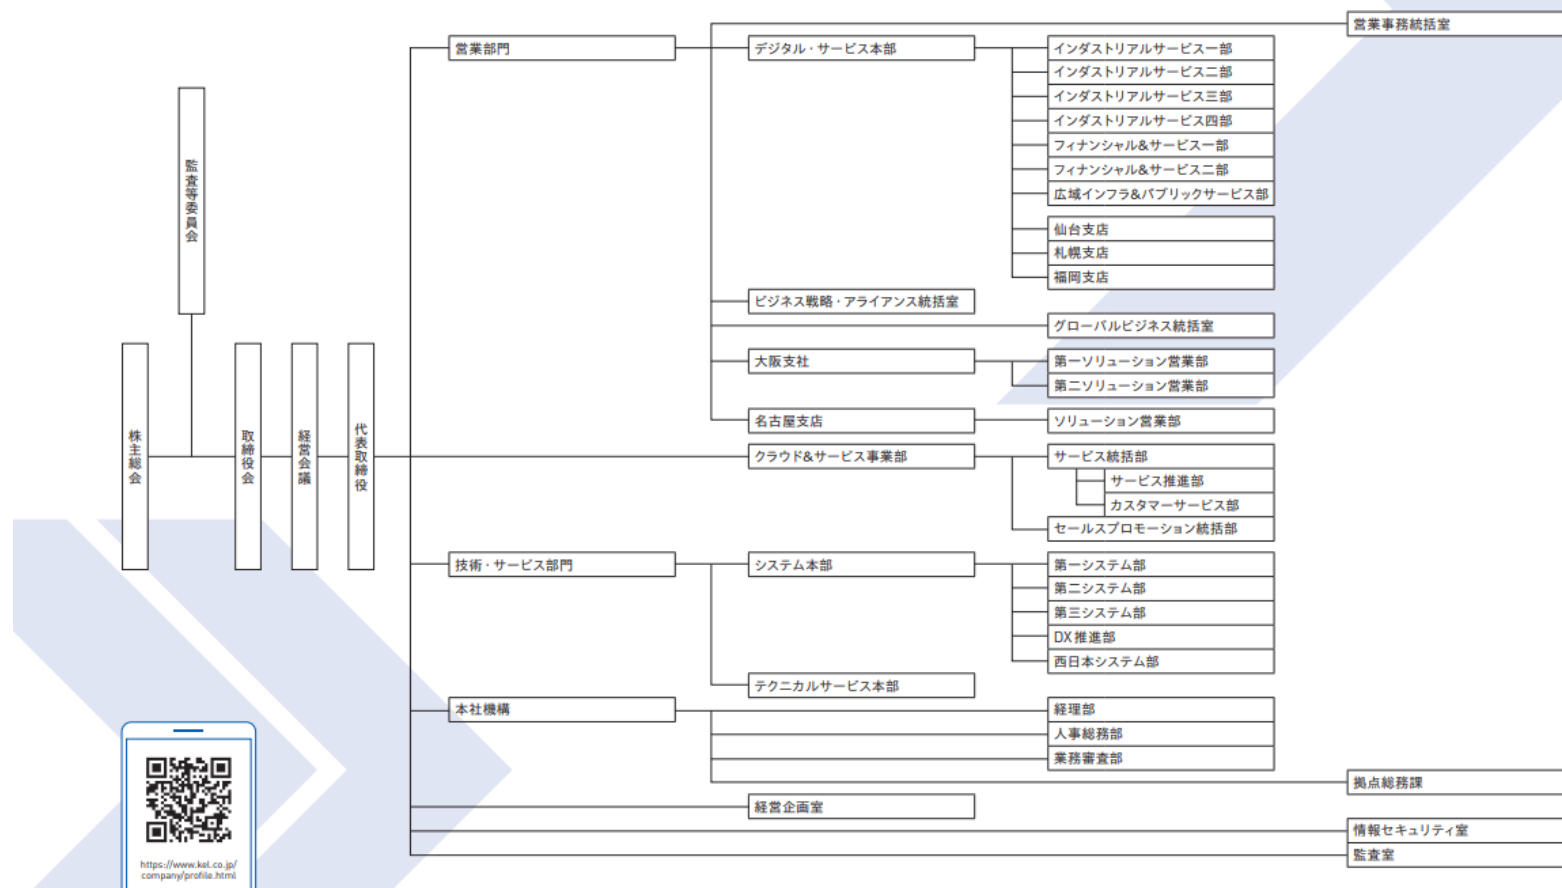 株主総会
監査等委員会
取締役会
経営会議
代表取締役
営業部門
営業事務統括室
デジタル・サービス本部
インダストリアルサービス一部
インダストリアルサービス二部
インダストリアルサービス三部
インダストリアルサービス四部
フィナンシャル&サービス一部
フィナンシャル&サービス二部
広域インフラ&パブリックサービス部
仙台支店
札幌支店
福岡支店
ビジネス戦略・アライアンス統括室
グローバルビジネス統括室
大阪支社
第一ソリューション営業部
第二ソリューション営業部
名古屋支店
ソリューション営業部
クラウド&サービス事業部
サービス統括部
サービス推進部
カスタマーサービス部
セールスプロモーション統括部
技術・サービス部門
システム本部
第一システム部
第二システム部
第三システム部
DX推進部
西日本システム部
テクニカルサービス本部
本社機構
経理部
人事総務部
業務審査部
拠点総務課
経営企画室
情報セキュリティ室
監査室
https://www.kel.co.jp/
company/profile.html